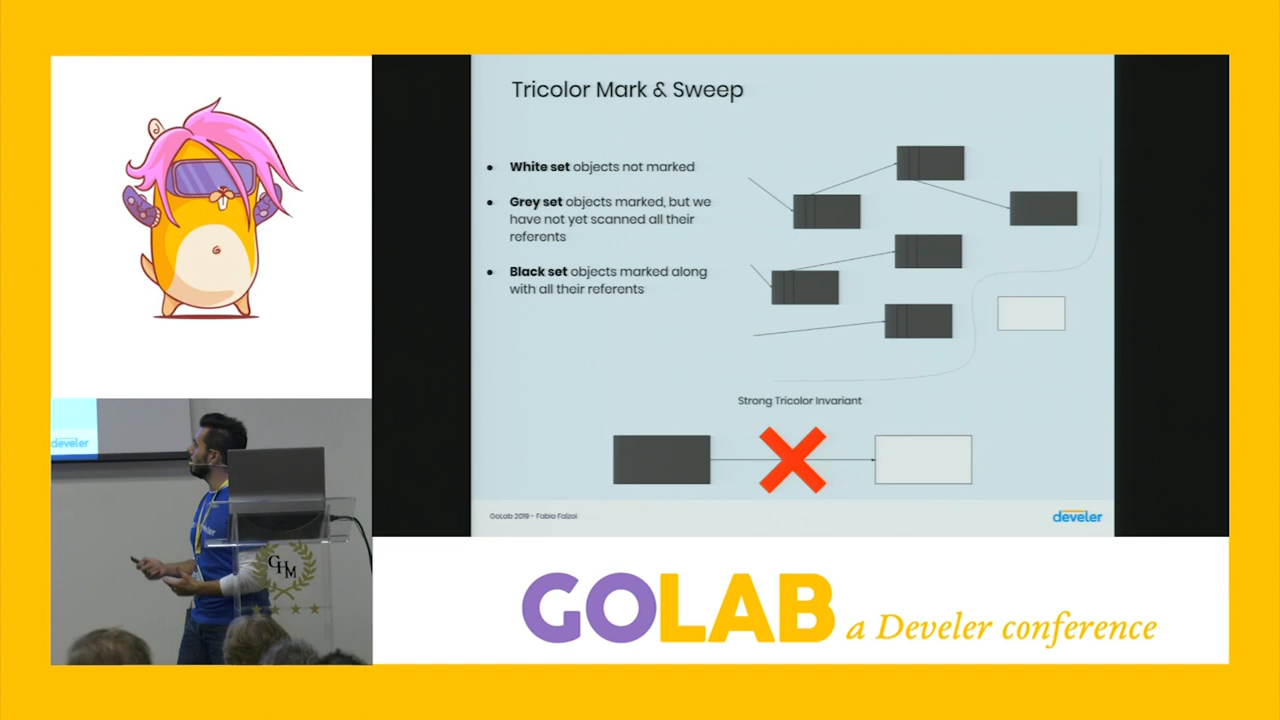 Tricolor Mark & Sweep
● White set objects not marked
● Grey set objects marked, but we
have not yet scanned all their
referents
● Black set objects marked along
with all their referents
Strong Tricolor Invariant
GoLab 2019 - Fabio Falzoi
develer
develer
GHM
GOLAB a Develer conference